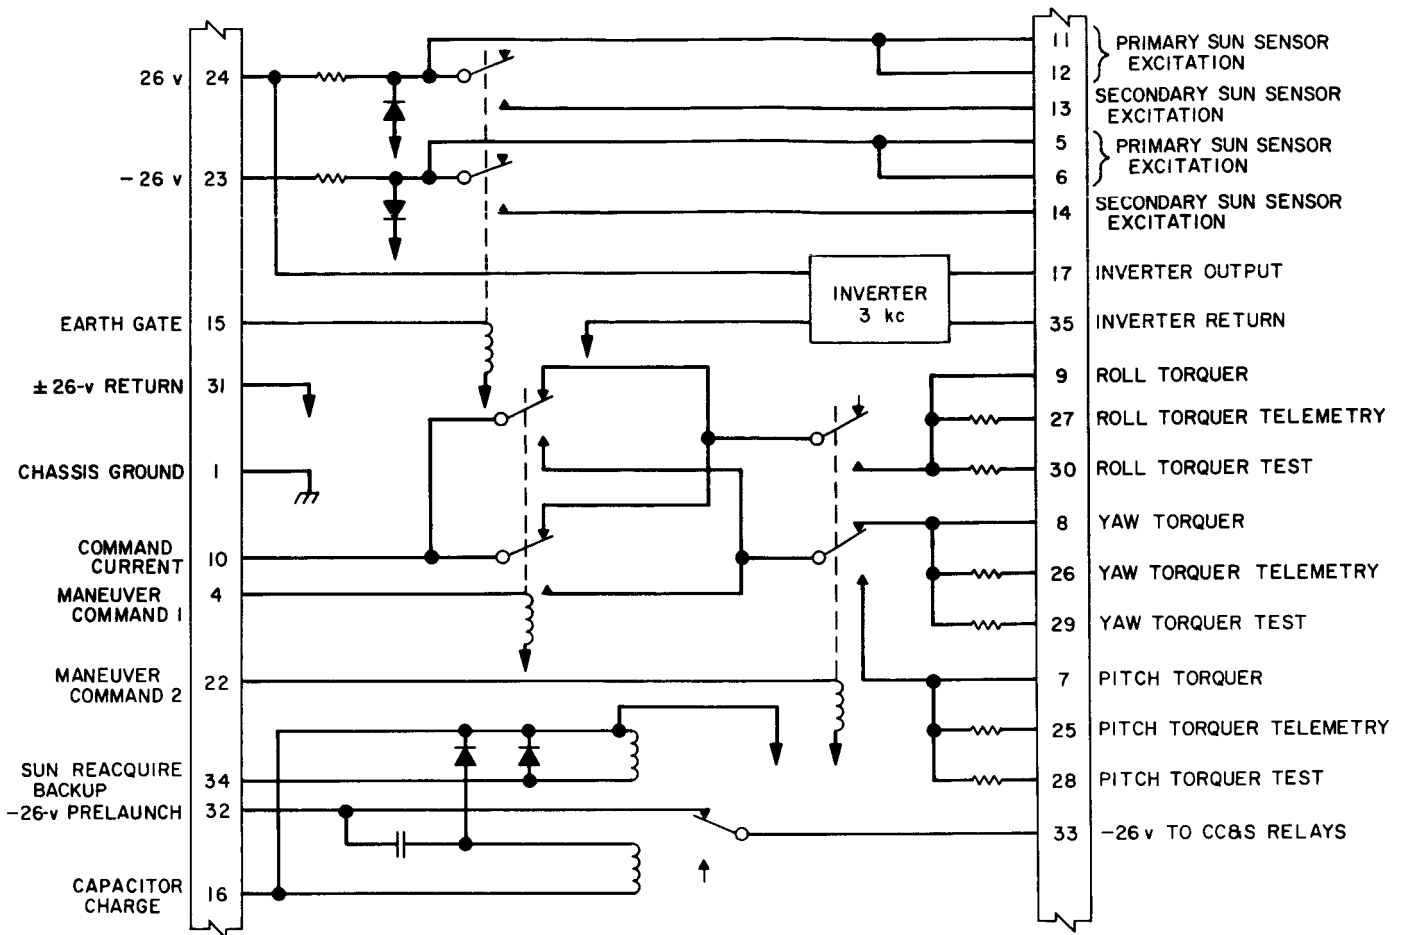 26 v 24
-26 v 23
EARTH GATE 15
±26-v RETURN 31
CHASSIS GROUND 1
COMMAND
CURRENT 10
MANEUVER 4
COMMAND 1
MANEUVER
COMMAND 2 22
SUN REACQUIRE
BACKUP 34
-26-v PRELAUNCH 32
CAPACITOR
CHARGE 16
INVERTER
3 kc
11 PRIMARY SUN SENSOR
12 EXCITATION
13 SECONDARY SUN SENSOR
EXCITATION
5 PRIMARY SUN SENSOR
6 EXCITATION
14 SECONDARY SUN SENSOR
EXCITATION
17 INVERTER OUTPUT
35 INVERTER RETURN
9 ROLL TORQUER
27 ROLL TORQUER TELEMETRY
30 ROLL TORQUER TEST
8 YAW TORQUER
26 YAW TORQUER TELEMETRY
29 YAW TORQUER TEST
7 PITCH TORQUER
25 PITCH TORQUER TELEMETRY
28 PITCH TORQUER TEST
33 -26 v TO CC&S RELAYS